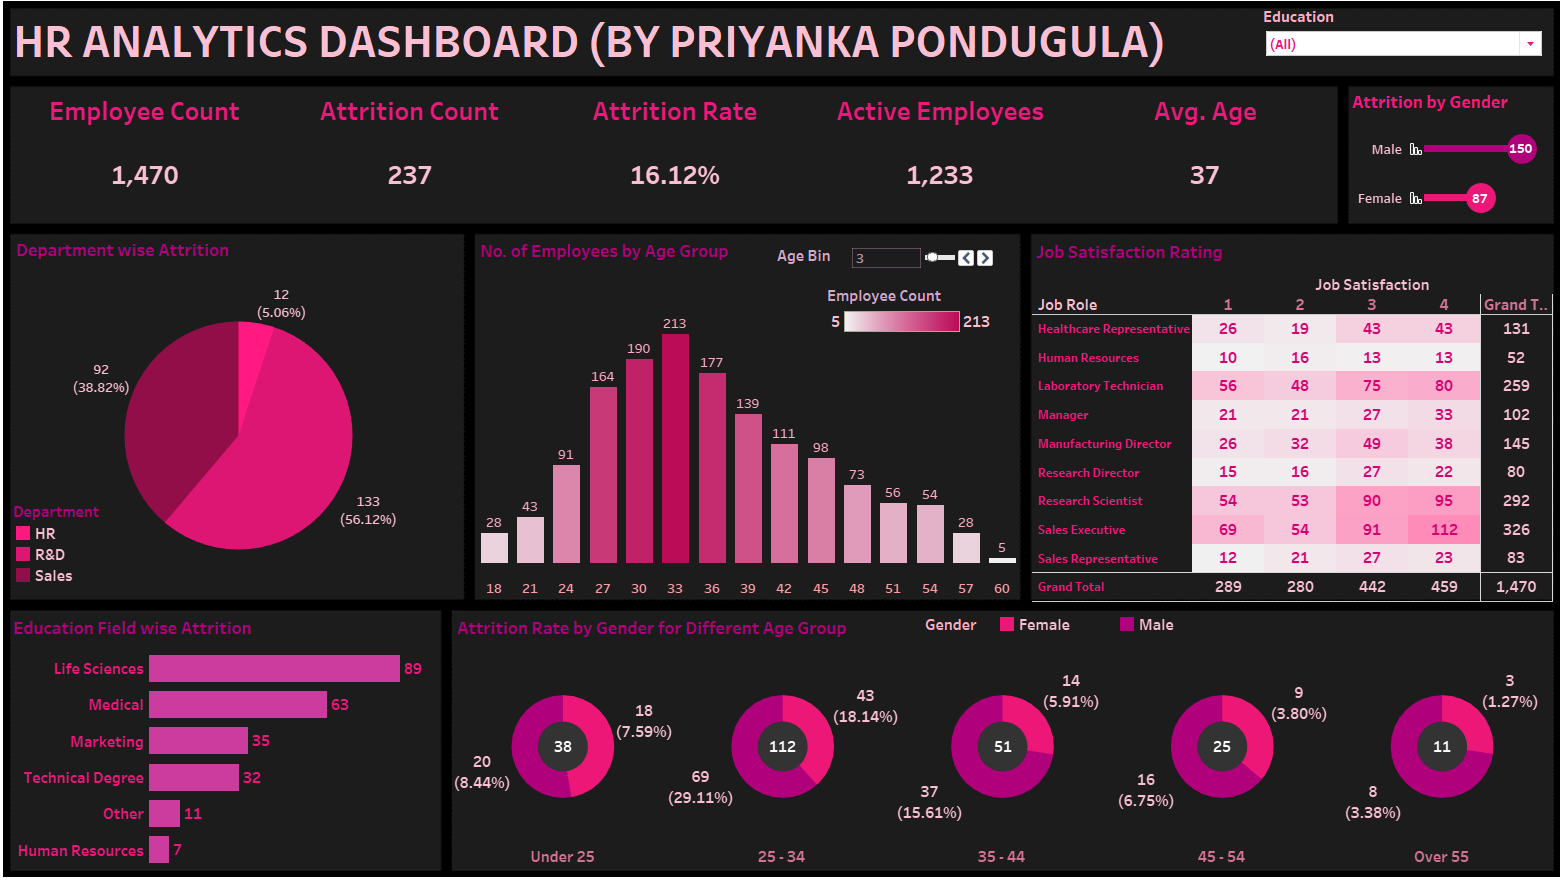 HR ANALYTICS DASHBOARD (BY PRIYANKA PONDUGULA)
Education
(All)
Employee Count
1,470
Attrition Count
237
Attrition Rate
16.12%
Active Employees
1,233
Avg. Age
37
Attrition by Gender
Male 150
Female 87
Department wise Attrition
12
(5.06%)
92
(38.82%)
133
(56.12%)
Department
HR
R&D
Sales
No. of Employees by Age Group
Age Bin 3
Employee Count
5 213
28 43 91 164 190 213 177 139 111 98 73 56 54 28 5
18 21 24 27 30 33 36 39 42 45 48 51 54 57 60
Job Satisfaction Rating
Job Satisfaction
Job Role 1 2 3 4 Grand T..
Healthcare Representative 26 19 43 43 131
Human Resources 10 16 13 13 52
Laboratory Technician 56 48 75 80 259
Manager 21 21 27 33 102
Manufacturing Director 26 32 49 38 145
Research Director 15 16 27 22 80
Research Scientist 54 53 90 95 292
Sales Executive 69 54 91 112 326
Sales Representative 12 21 27 23 83
Grand Total 289 280 442 459 1,470
Education Field wise Attrition
Life Sciences 89
Medical 63
Marketing 35
Technical Degree 32
Other 11
Human Resources 7
Attrition Rate by Gender for Different Age Group
Gender Female Male
18
(7.59%)
38
20
(8.44%)
Under 25
43
(18.14%)
112
69
(29.11%)
25 - 34
14
(5.91%)
51
37
(15.61%)
35 - 44
9
(3.80%)
25
16
(6.75%)
45 - 54
3
(1.27%)
11
8
(3.38%)
Over 55